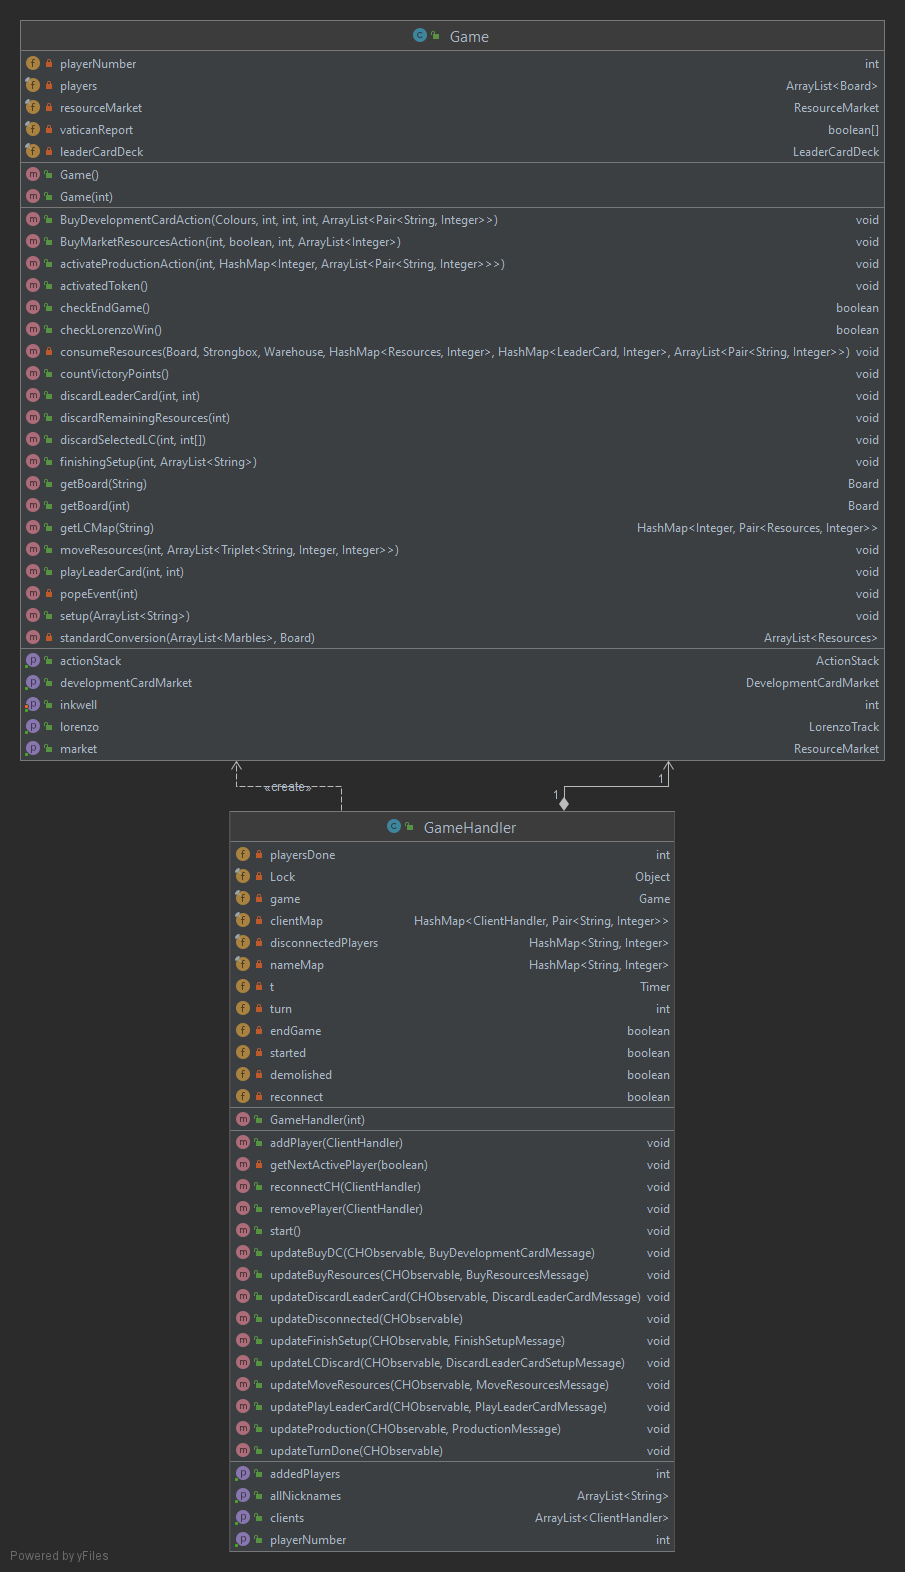 Game
playerNumber int
players ArrayList<Board>
resourceMarket ResourceMarket
vaticanReport boolean[]
leaderCardDeck LeaderCardDeck
Game()
Game(int)
BuyDevelopmentCardAction(Colours, int, int, int, ArrayList<Pair<String, Integer>>) void
BuyMarketResourcesAction(int, boolean, int, ArrayList<Integer>) void
activateProductionAction(int, HashMap<Integer, ArrayList<Pair<String, Integer>>>) void
activatedToken() void
checkEndGame() boolean
checkLorenzoWin() boolean
consumeResources(Board, Strongbox, Warehouse, HashMap<Resources, Integer>, HashMap<LeaderCard, Integer>, ArrayList<Pair<String, Integer>>) void
countVictoryPoints() void
discardLeaderCard(int, int) void
discardRemainingResources(int) void
discardSelectedLC(int, int[]) void
finishingSetup(int, ArrayList<String>) void
getBoard(String) Board
getBoard(int) Board
getLCMap(String) HashMap<Integer, Pair<Resources, Integer>>
moveResources(int, ArrayList<Triplet<String, Integer, Integer>>) void
playLeaderCard(int, int) void
popeEvent(int) void
setup(ArrayList<String>) void
standardConversion(ArrayList<Marbles>, Board) ArrayList<Resources>
actionStack ActionStack
developmentCardMarket DevelopmentCardMarket
inkwell int
lorenzo LorenzoTrack
market ResourceMarket
1
«create»
1
GameHandler
playersDone int
Lock Object
game Game
clientMap HashMap<ClientHandler, Pair<String, Integer>>
disconnectedPlayers HashMap<String, Integer>
nameMap HashMap<String, Integer>
t Timer
turn int
endGame boolean
started boolean
demolished boolean
reconnect boolean
GameHandler(int)
addPlayer(ClientHandler) void
getNextActivePlayer(boolean) void
reconnectCH(ClientHandler) void
removePlayer(ClientHandler) void
start() void
updateBuyDC(CHObservable, BuyDevelopmentCardMessage) void
updateBuyResources(CHObservable, BuyResourcesMessage) void
updateDiscardLeaderCard(CHObservable, DiscardLeaderCardMessage) void
updateDisconnected(CHObservable) void
updateFinishSetup(CHObservable, FinishSetupMessage) void
updateLCDiscard(CHObservable, DiscardLeaderCardSetupMessage) void
updateMoveResources(CHObservable, MoveResourcesMessage) void
updatePlayLeaderCard(CHObservable, PlayLeaderCardMessage) void
updateProduction(CHObservable, ProductionMessage) void
updateTurnDone(CHObservable) void
addedPlayers int
allNicknames ArrayList<String>
clients ArrayList<ClientHandler>
playerNumber int
Powered by yFiles